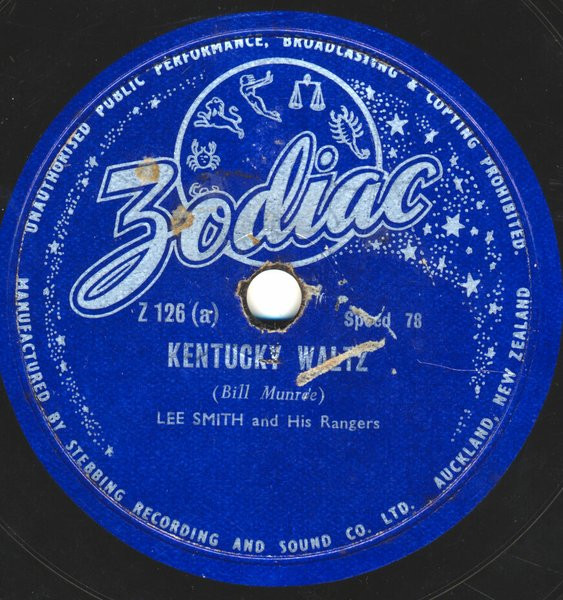 UNAUTHORISED PUBLIC PERFORMANCE, BROADCASTING & COPYING PROHIBITED
Zodiac
Z 126 (a) Speed 78
KENTUCKY WALTZ
(Bill Munroe)
LEE SMITH and His Rangers
MANUFACTURED BY STEBBING RECORDING AND SOUND CO. LTD. AUCKLAND, NEW ZEALAND